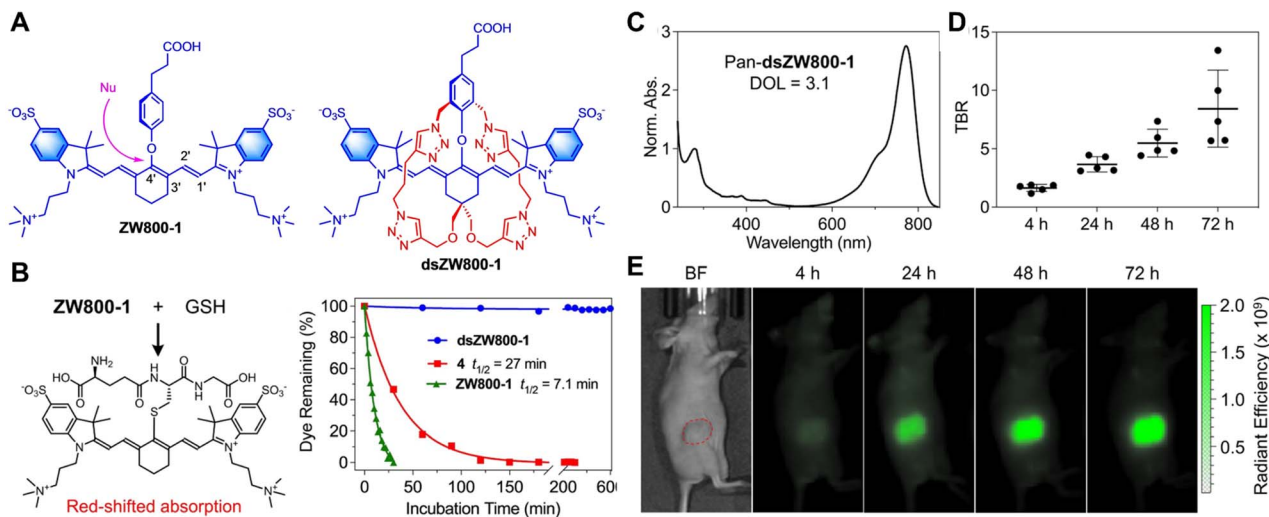 A
COOH
Nu
-O₃S
SO₃-
O
4'
3'
2'
1'
N
N+
N+
N+
ZW800-1
COOH
-O₃S
SO₃-
O
N
N=N
N
N=N
N
N+
N+
N+
N
N=N
O
O
N
N=N
dsZW800-1
B
ZW800-1 + GSH
NH₂
HO
O
O
H
N
O
N
H
O
OH
-O₃S
SO₃-
S
N
N+
N+
N+
Red-shifted absorption
Dye Remaining (%)
100
80
60
40
20
0
dsZW800-1
4 t1/2 = 27 min
ZW800-1 t1/2 = 7.1 min
0 50 100 150 200 600
Incubation Time (min)
C
Norm. Abs.
3
2
1
0
Pan-dsZW800-1
DOL = 3.1
400 600 800
Wavelength (nm)
D
TBR
15
10
5
0
4 h 24 h 48 h 72 h
E
BF 4 h 24 h 48 h 72 h
2.0
1.5
1.0
0.5
Radiant Efficiency (x 10⁹)